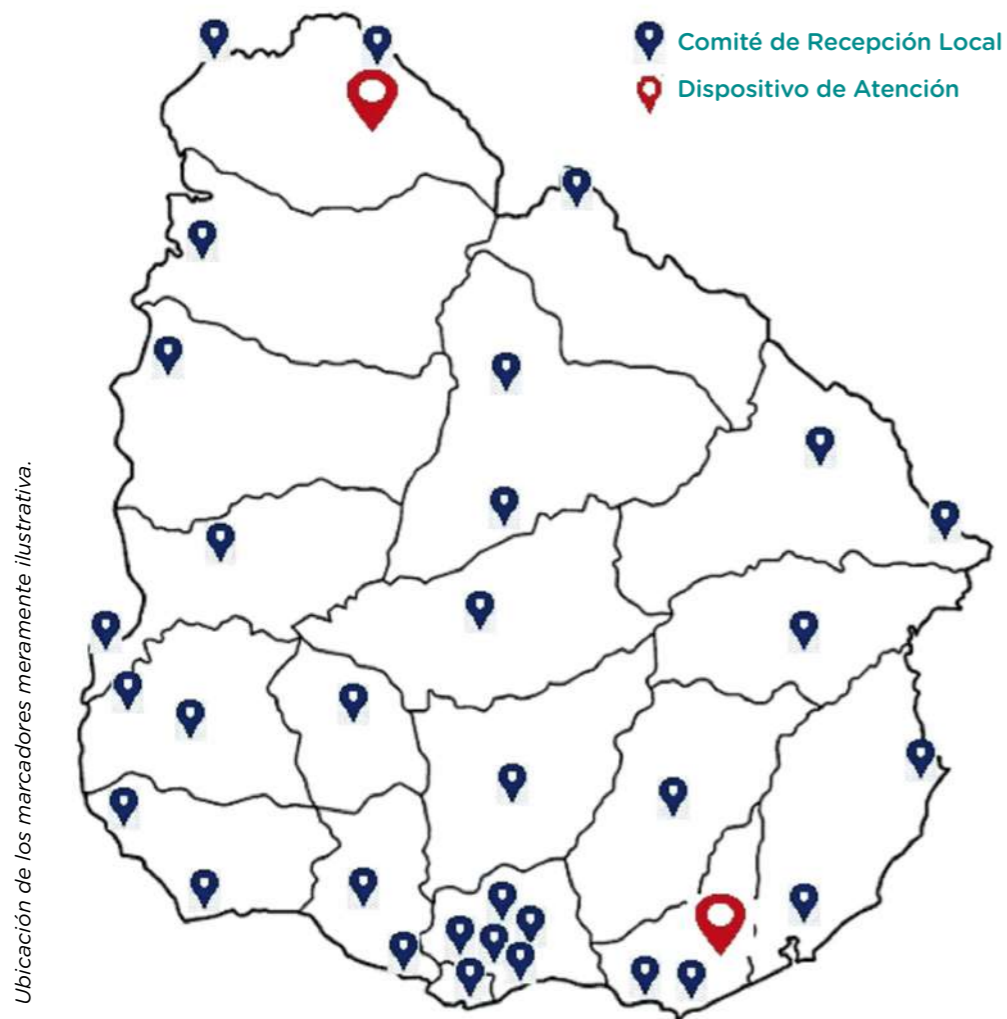 Comité de Recepción Local
Dispositivo de Atención
Ubicación de los marcadores meramente ilustrativa.